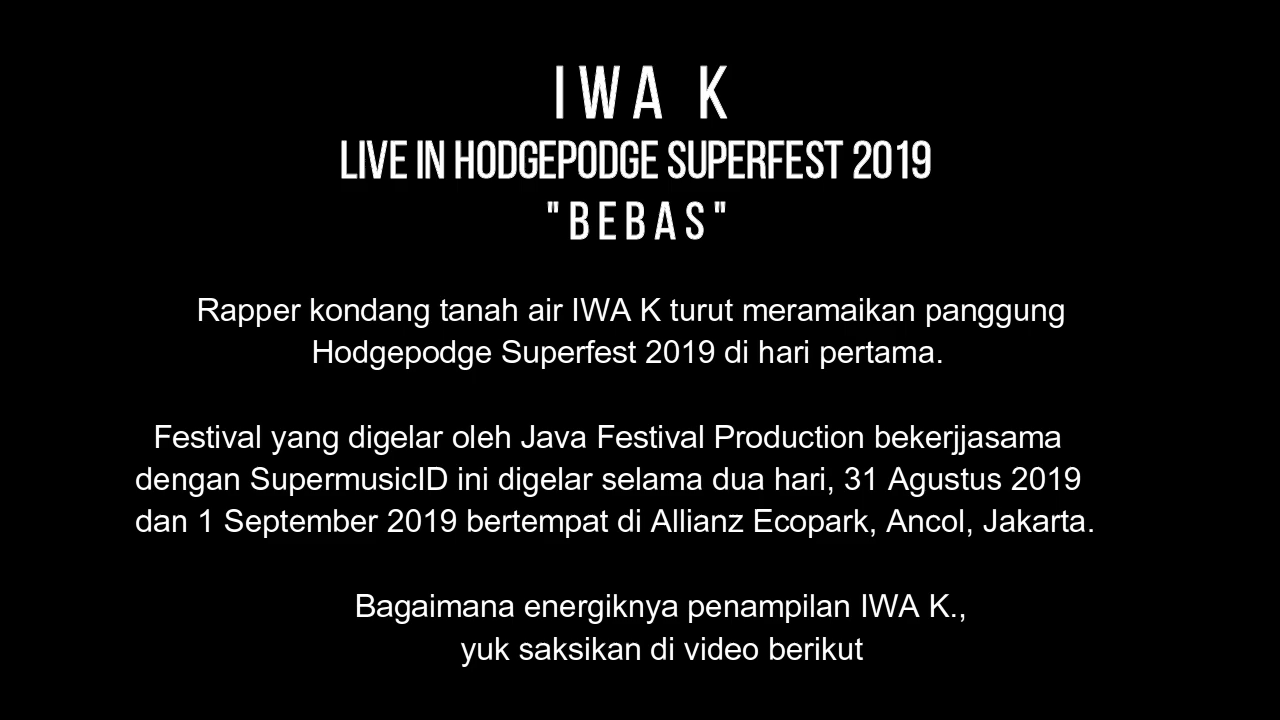 IWA K
LIVE IN HODGEPODGE SUPERFEST 2019
"BEBAS"
Rapper kondang tanah air IWA K turut meramaikan panggung
Hodgepodge Superfest 2019 di hari pertama.
Festival yang digelar oleh Java Festival Production bekerjjasama
dengan SupermusicID ini digelar selama dua hari, 31 Agustus 2019
dan 1 September 2019 bertempat di Allianz Ecopark, Ancol, Jakarta.
Bagaimana energiknya penampilan IWA K.,
yuk saksikan di video berikut